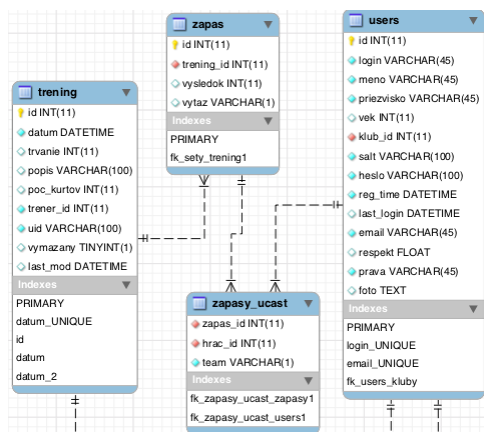 zapas
id INT(11)
trening_id INT(11)
vysledok INT(11)
vytaz VARCHAR(1)
Indexes
PRIMARY
fk_sety_trening1
users
id INT(11)
login VARCHAR(45)
meno VARCHAR(45)
priezvisko VARCHAR(45)
vek INT(11)
klub_id INT(11)
salt VARCHAR(100)
heslo VARCHAR(100)
reg_time DATETIME
last_login DATETIME
email VARCHAR(45)
respekt FLOAT
prava VARCHAR(45)
foto TEXT
Indexes
PRIMARY
login_UNIQUE
email_UNIQUE
fk_users_kluby
trening
id INT(11)
datum DATETIME
trvanie INT(11)
popis VARCHAR(100)
poc_kurtov INT(11)
trener_id INT(11)
uid VARCHAR(100)
vymazany TINYINT(1)
last_mod DATETIME
Indexes
PRIMARY
datum_UNIQUE
id
datum
datum_2
zapasy_ucast
zapas_id INT(11)
hrac_id INT(11)
team VARCHAR(1)
Indexes
fk_zapasy_ucast_zapasy1
fk_zapasy_ucast_users1